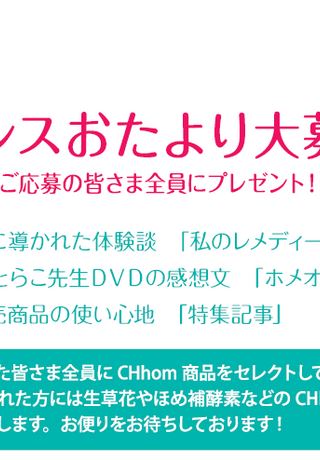 ンスおたより大募
ご応募の皆さま全員にプレゼント！
に導かれた体験談 「私のレメディー
とらこ先生DVDの感想文 「ホメオ
売商品の使い心地 「特集記事」
た皆さま全員に CHhom 商品をセレクトして
れた方には生草花やほめ補酵素などの CH
します。お便りをお待ちしております！